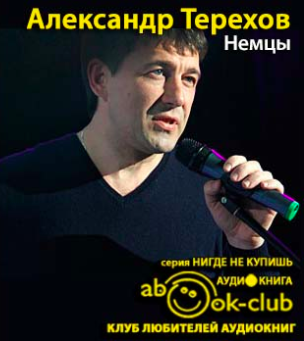 Александр Терехов
Немцы
серия НИГДЕ НЕ КУПИШЬ
АУДИОКНИГА
abook-club
КЛУБ ЛЮБИТЕЛЕЙ АУДИОКНИГ